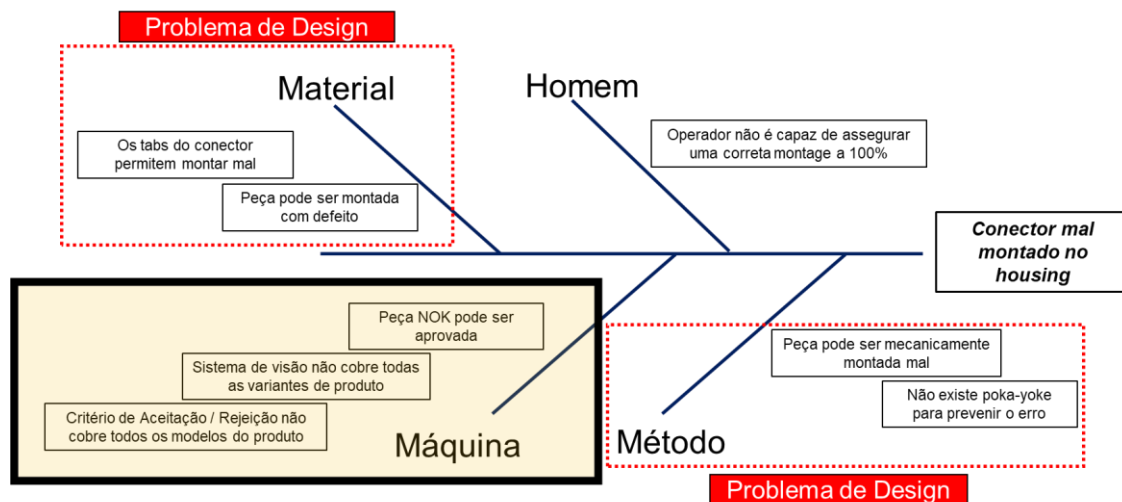 Problema de Design
Material
Homem
Os tabs do conector
permitem montar mal
Peça pode ser montada
com defeito
Operador não é capaz de assegurar
uma correta montage a 100%
Conector mal
montado no
housing
Peça NOK pode ser
aprovada
Sistema de visão não cobre todas
as variantes de produto
Critério de Aceitação / Rejeição não
cobre todos os modelos do produto
Máquina
Peça pode ser mecanicamente
montada mal
Não existe poka-yoke
para prevenir o erro
Método
Problema de Design